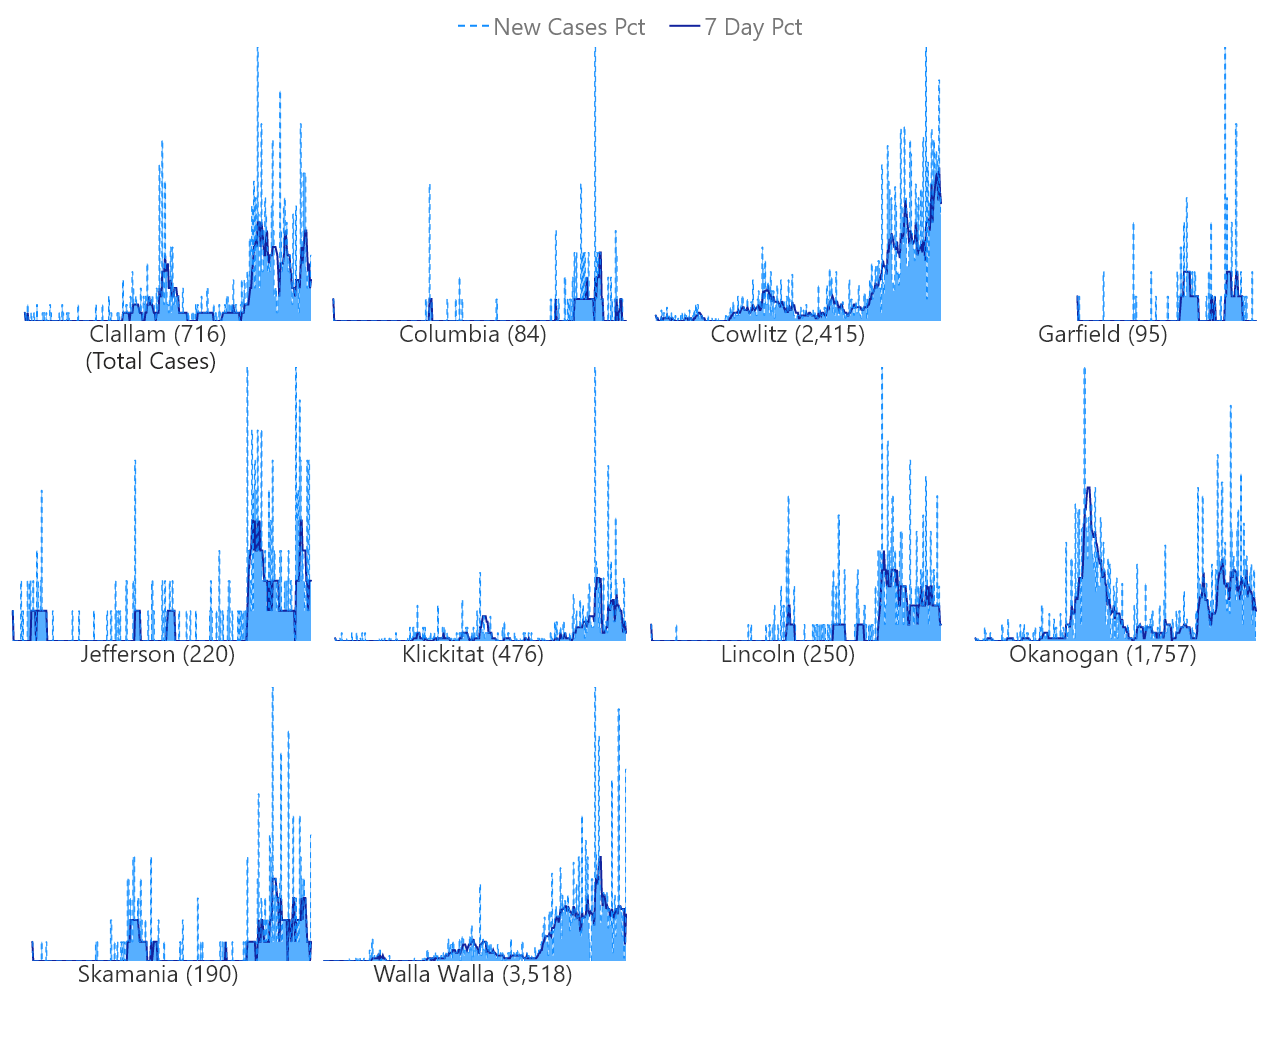 New Cases Pct 7 Day Pct
Clallam (716) Columbia (84) Cowlitz (2,415) Garfield (95)
(Total Cases)
Jefferson (220) Klickitat (476) Lincoln (250) Okanogan (1,757)
Skamania (190) Walla Walla (3,518)